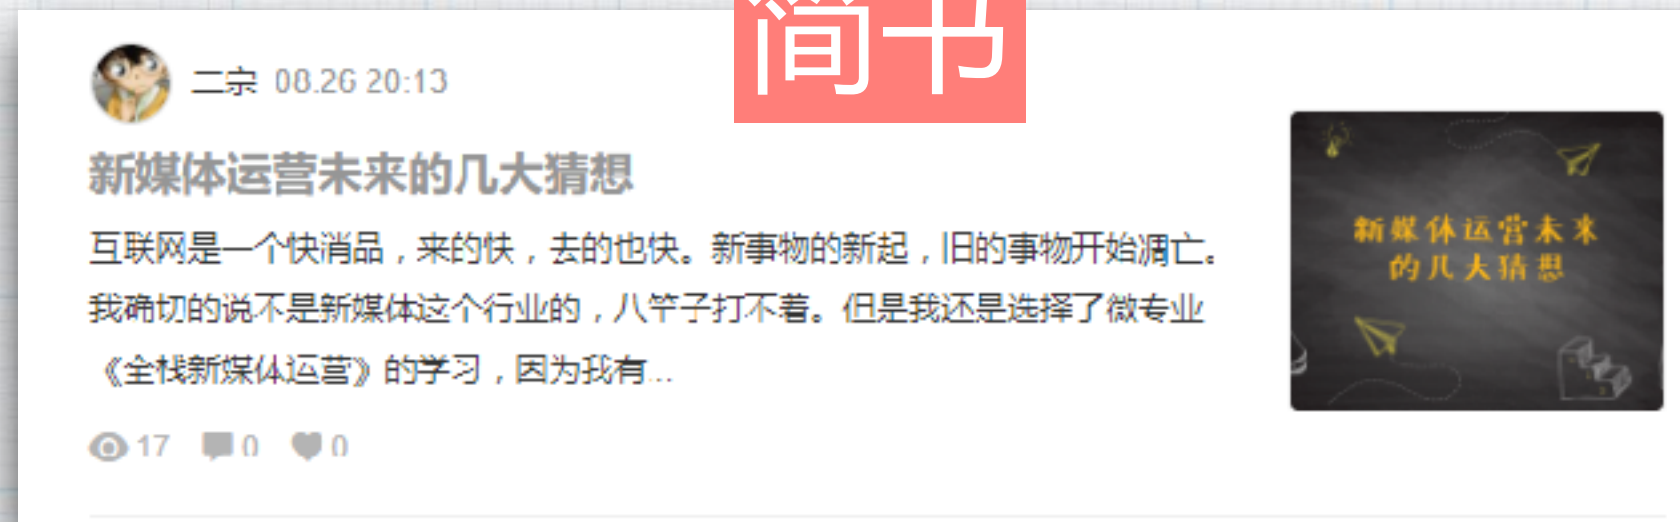 简书
二宗 08.26 20:13
新媒体运营未来的几大猜想
互联网是一个快消品，来的快，去的也快。新事物的新起，旧的事物开始凋亡。
我确切的说不是新媒体这个行业的，八竿子打不着。但是我还是选择了微专业
《全栈新媒体运营》的学习，因为我有...
17 0 0
新媒体运营未来
的几大猜想